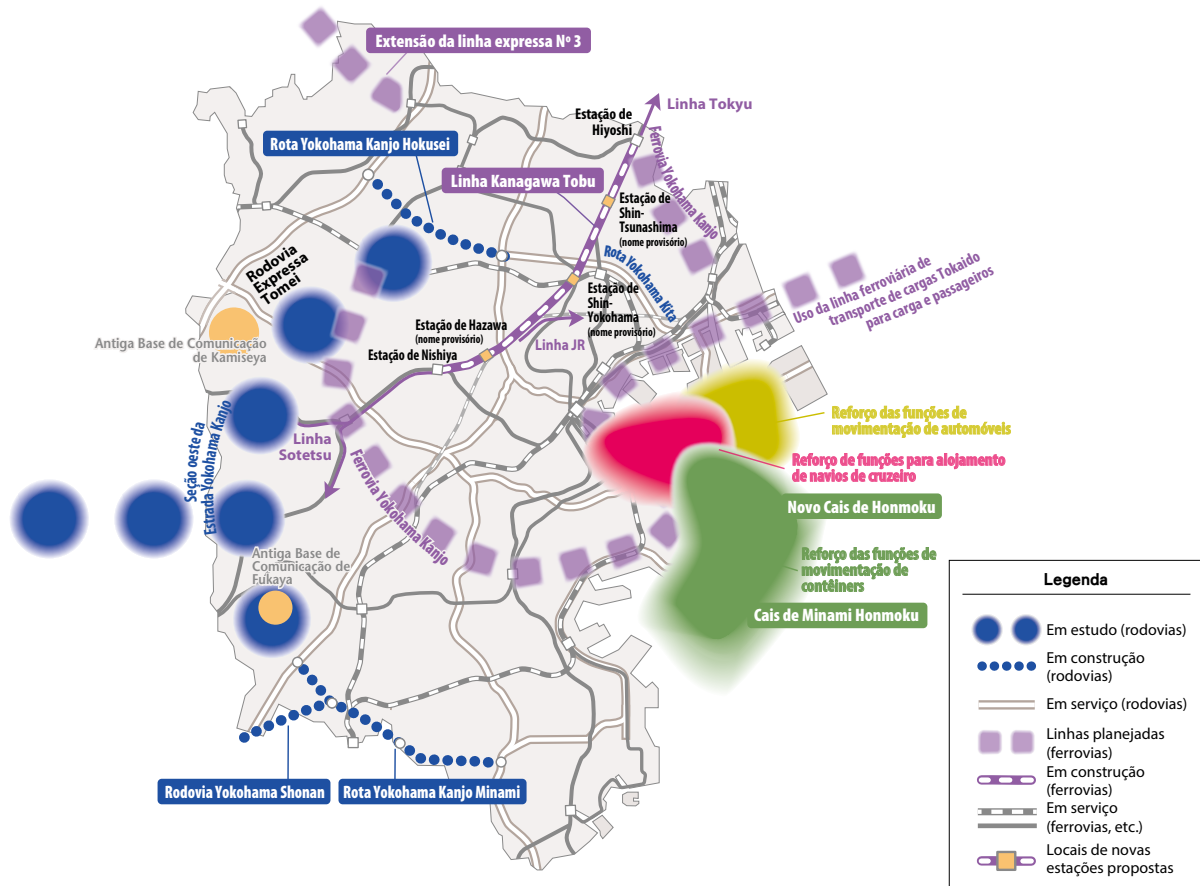 Extensão da linha expressa Nº 3
Linha Tokyu
Estação de
Hiyoshi
Rota Yokohama Kanjo Hokusei
Ferrovia Yokohama Kanjo
Linha Kanagawa Tobu
Estação de
Shin-
Tsunashima
(nome provisório)
Rota Yokohama Kita
Rodovia
Expressa
Tomei
Uso da linha ferroviária de
transporte de cargas Tokaido
para carga e passageiros
Estação de
Shin-
Yokohama
(nome provisório)
Estação de Hazawa
(nome provisório)
Linha JR
Estação de Nishiya
Antiga Base de Comunicação
de Kamiseya
Reforço das funções de
movimentação de automóveis
Linha
Sotetsu
Seção oeste da
Estrada Yokohama Kanjo
Ferrovia Yokohama Kanjo
Reforço de funções para alojamento
de navios de cruzeiro
Novo Cais de Honmoku
Antiga Base de
Comunicação de
Fukaya
Reforço das funções de
movimentação de
contêiners
Cais de Minami Honmoku
Rodovia Yokohama Shonan
Rota Yokohama Kanjo Minami
Legenda
Em estudo (rodovias)
Em construção
(rodovias)
Em serviço (rodovias)
Linhas planejadas
(ferrovias)
Em construção
(ferrovias)
Em serviço
(ferrovias, etc.)
Locais de novas
estações propostas